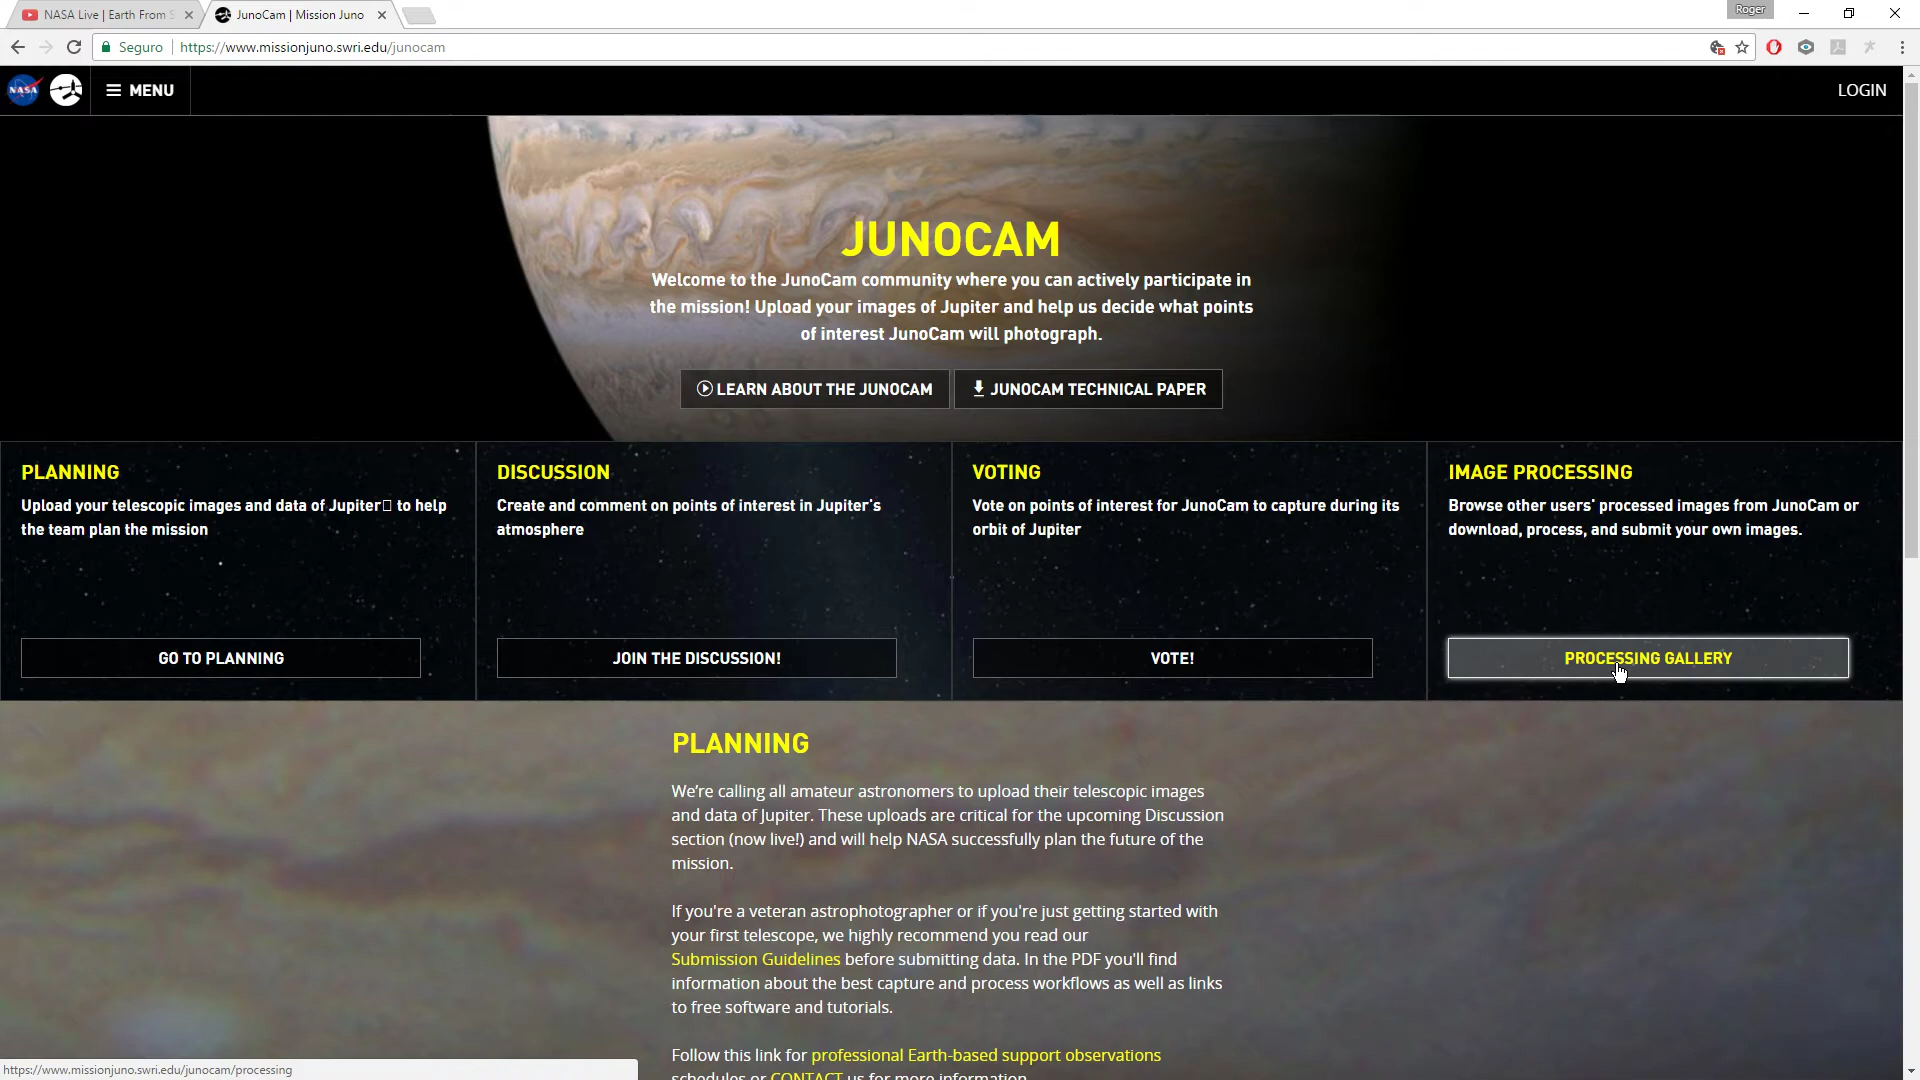 NASA Live | Earth From S
JunoCam | Mission Juno
Roger
Seguro
https://www.missionjuno.swri.edu/junocam
NASA
MENU
LOGIN
JUNOCAM
Welcome to the JunoCam community where you can actively participate in
the mission! Upload your images of Jupiter and help us decide what points
of interest JunoCam will photograph.
LEARN ABOUT THE JUNOCAM
JUNOCAM TECHNICAL PAPER
PLANNING
Upload your telescopic images and data of Jupiter▯ to help
the team plan the mission
GO TO PLANNING
DISCUSSION
Create and comment on points of interest in Jupiter's
atmosphere
JOIN THE DISCUSSION!
VOTING
Vote on points of interest for JunoCam to capture during its
orbit of Jupiter
VOTE!
IMAGE PROCESSING
Browse other users' processed images from JunoCam or
download, process, and submit your own images.
PROCESSING GALLERY
PLANNING
We're calling all amateur astronomers to upload their telescopic images
and data of Jupiter. These uploads are critical for the upcoming Discussion
section (now live!) and will help NASA successfully plan the future of the
mission.
If you're a veteran astrophotographer or if you're just getting started with
your first telescope, we highly recommend you read our
Submission Guidelines before submitting data. In the PDF you'll find
information about the best capture and process workflows as well as links
to free software and tutorials.
Follow this link for professional Earth-based support observations
schedules or CONTACT us for more information.
https://www.missionjuno.swri.edu/junocam/processing